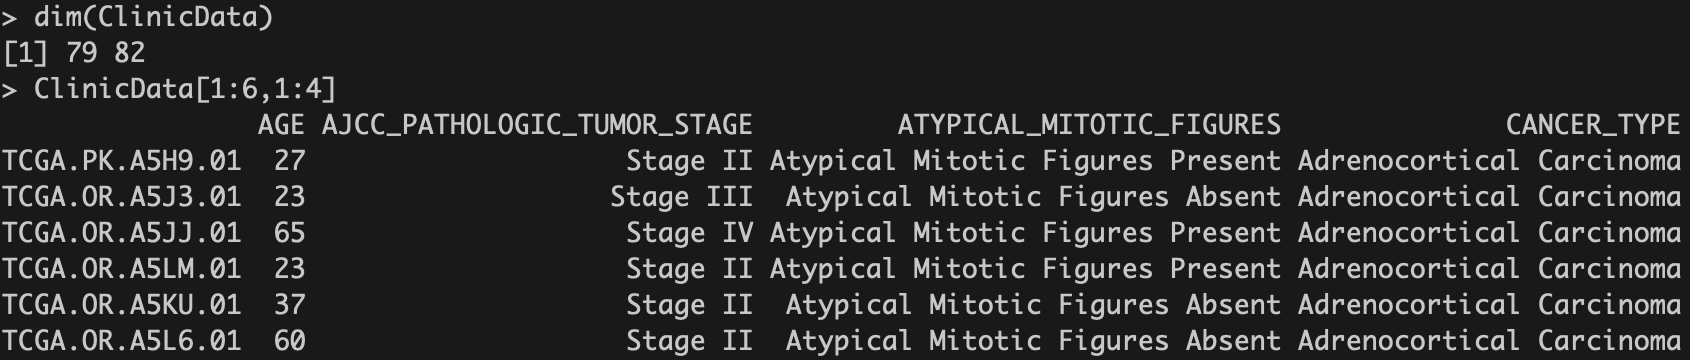 > dim(ClinicData)
[1] 79 82
> ClinicData[1:6,1:4]
AGE AJCC_PATHOLOGIC_TUMOR_STAGE ATYPICAL_MITOTIC_FIGURES CANCER_TYPE
TCGA.PK.A5H9.01 27 Stage II Atypical Mitotic Figures Present Adrenocortical Carcinoma
TCGA.OR.A5J3.01 23 Stage III Atypical Mitotic Figures Absent Adrenocortical Carcinoma
TCGA.OR.A5JJ.01 65 Stage IV Atypical Mitotic Figures Present Adrenocortical Carcinoma
TCGA.OR.A5LM.01 23 Stage II Atypical Mitotic Figures Present Adrenocortical Carcinoma
TCGA.OR.A5KU.01 37 Stage II Atypical Mitotic Figures Absent Adrenocortical Carcinoma
TCGA.OR.A5L6.01 60 Stage II Atypical Mitotic Figures Absent Adrenocortical Carcinoma